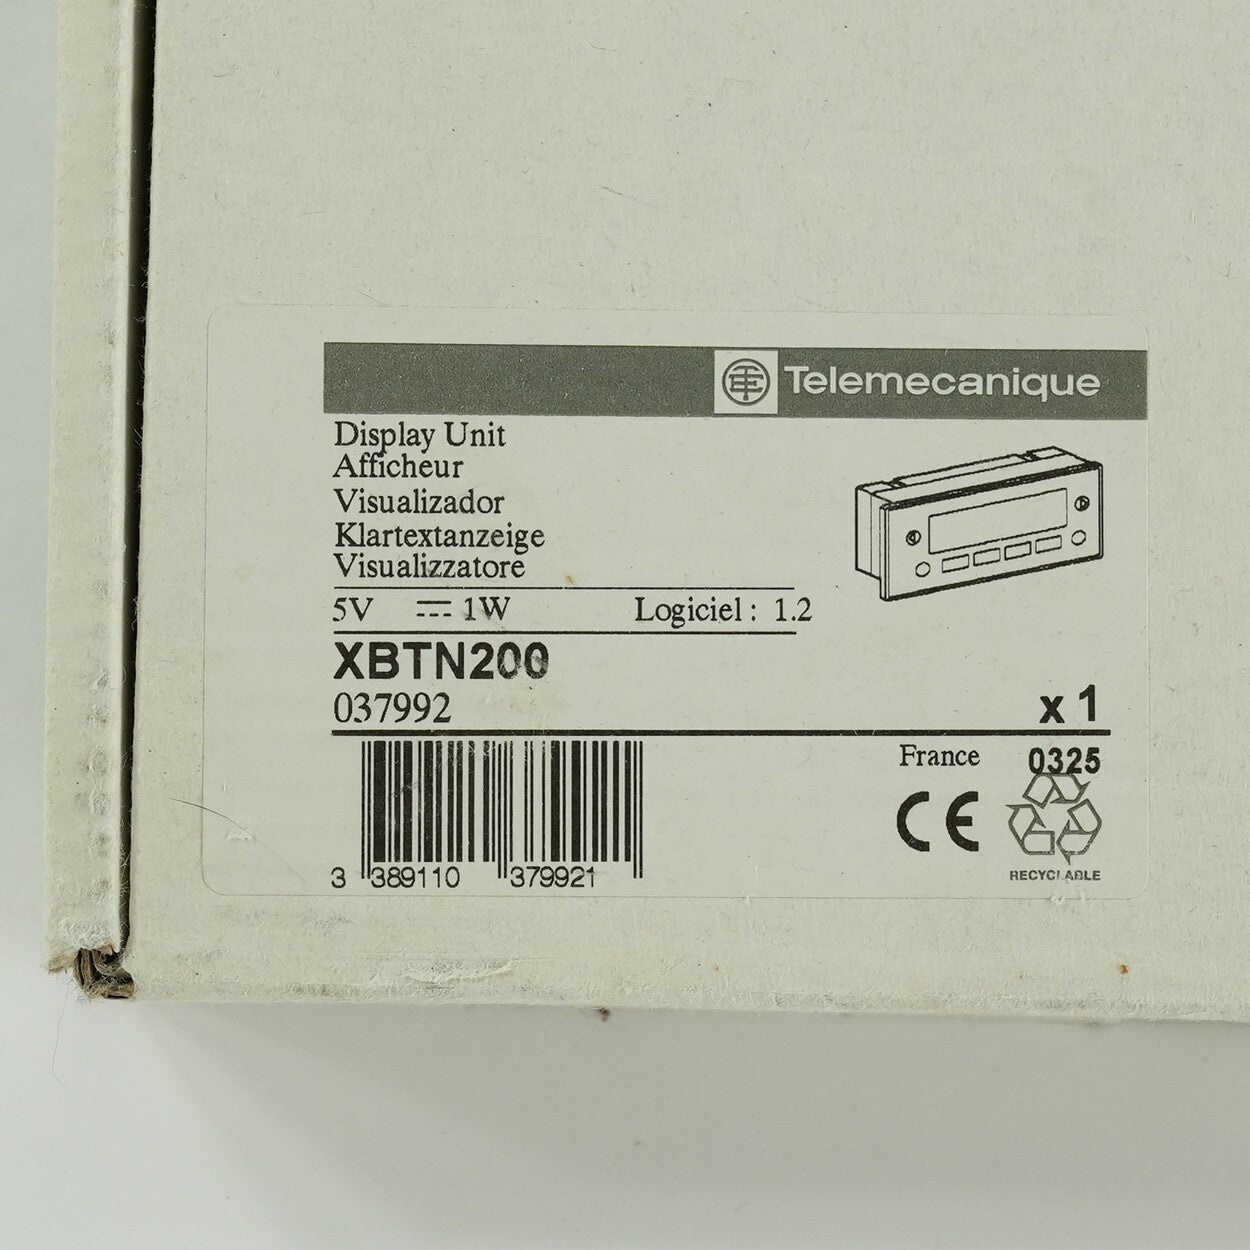 Telemecanique
Display Unit
Afficheur
Visualizador
Klartextanzeige
Visualizzatore
5V ⎓ 1W Logiciel : 1.2
XBTN200
037992
x 1
France 0325
CE
RECYCLABLE
3 389110 379921